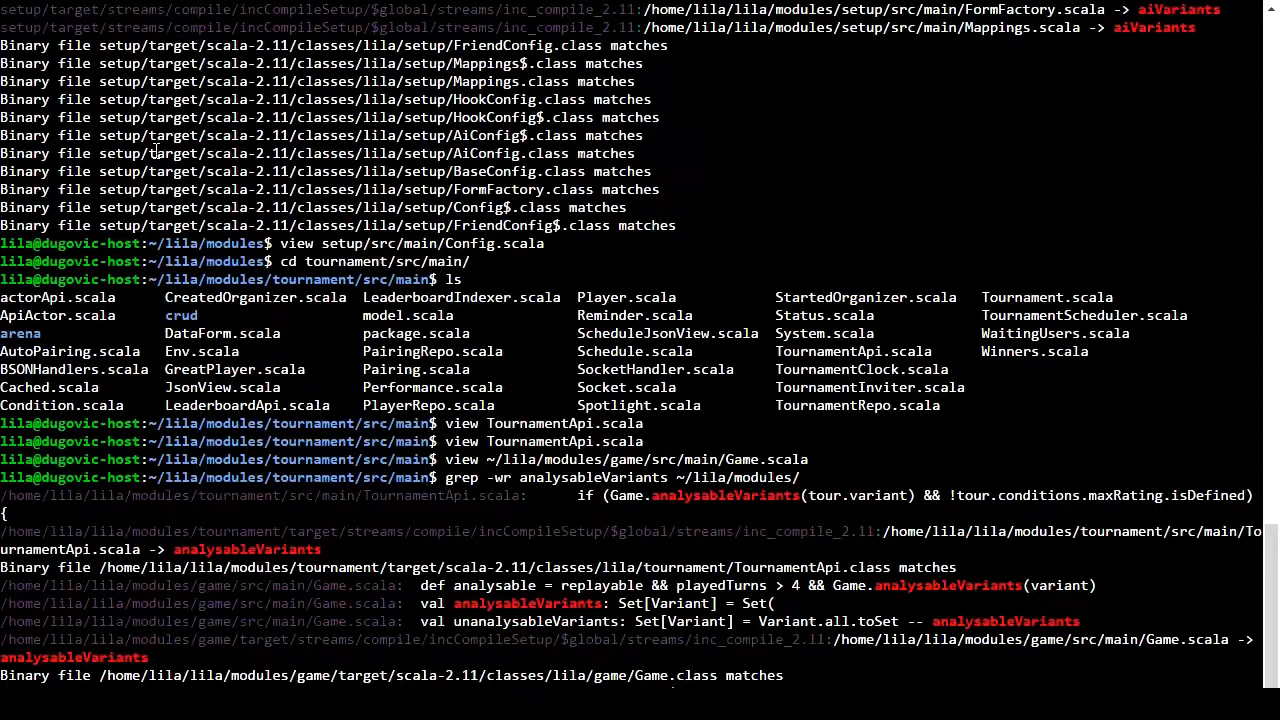 setup/target/streams/compile/incCompileSetup/$global/streams/inc_compile_2.11:/home/lila/lila/modules/setup/src/main/FormFactory.scala -> aiVariants
setup/target/streams/compile/incCompileSetup/$global/streams/inc_compile_2.11:/home/lila/lila/modules/setup/src/main/Mappings.scala -> aiVariants
Binary file setup/target/scala-2.11/classes/lila/setup/FriendConfig.class matches
Binary file setup/target/scala-2.11/classes/lila/setup/Mappings$.class matches
Binary file setup/target/scala-2.11/classes/lila/setup/Mappings.class matches
Binary file setup/target/scala-2.11/classes/lila/setup/HookConfig.class matches
Binary file setup/target/scala-2.11/classes/lila/setup/HookConfig$.class matches
Binary file setup/target/scala-2.11/classes/lila/setup/AiConfig$.class matches
Binary file setup/target/scala-2.11/classes/lila/setup/AiConfig.class matches
Binary file setup/target/scala-2.11/classes/lila/setup/BaseConfig.class matches
Binary file setup/target/scala-2.11/classes/lila/setup/FormFactory.class matches
Binary file setup/target/scala-2.11/classes/lila/setup/Config$.class matches
Binary file setup/target/scala-2.11/classes/lila/setup/FriendConfig$.class matches
lila@dugovic-host:~/lila/modules$ view setup/src/main/Config.scala
lila@dugovic-host:~/lila/modules$ cd tournament/src/main/
lila@dugovic-host:~/lila/modules/tournament/src/main$ ls
actorApi.scala CreatedOrganizer.scala LeaderboardIndexer.scala Player.scala StartedOrganizer.scala Tournament.scala
ApiActor.scala crud model.scala Reminder.scala Status.scala TournamentScheduler.scala
arena DataForm.scala package.scala ScheduleJsonView.scala System.scala WaitingUsers.scala
AutoPairing.scala Env.scala PairingRepo.scala Schedule.scala TournamentApi.scala Winners.scala
BSONHandlers.scala GreatPlayer.scala Pairing.scala SocketHandler.scala TournamentClock.scala
Cached.scala JsonView.scala Performance.scala Socket.scala TournamentInviter.scala
Condition.scala LeaderboardApi.scala PlayerRepo.scala Spotlight.scala TournamentRepo.scala
lila@dugovic-host:~/lila/modules/tournament/src/main$ view TournamentApi.scala
lila@dugovic-host:~/lila/modules/tournament/src/main$ view TournamentApi.scala
lila@dugovic-host:~/lila/modules/tournament/src/main$ view ~/lila/modules/game/src/main/Game.scala
lila@dugovic-host:~/lila/modules/tournament/src/main$ grep -wr analysableVariants ~/lila/modules/
/home/lila/lila/modules/tournament/src/main/TournamentApi.scala:      if (Game.analysableVariants(tour.variant) && !tour.conditions.maxRating.isDefined)
{
/home/lila/lila/modules/tournament/target/streams/compile/incCompileSetup/$global/streams/inc_compile_2.11:/home/lila/lila/modules/tournament/src/main/To
urnamentApi.scala -> analysableVariants
Binary file /home/lila/lila/modules/tournament/target/scala-2.11/classes/lila/tournament/TournamentApi.class matches
/home/lila/lila/modules/game/src/main/Game.scala:  def analysable = replayable && playedTurns > 4 && Game.analysableVariants(variant)
/home/lila/lila/modules/game/src/main/Game.scala:  val analysableVariants: Set[Variant] = Set(
/home/lila/lila/modules/game/src/main/Game.scala:  val unanalysableVariants: Set[Variant] = Variant.all.toSet -- analysableVariants
/home/lila/lila/modules/game/target/streams/compile/incCompileSetup/$global/streams/inc_compile_2.11:/home/lila/lila/modules/game/src/main/Game.scala ->
analysableVariants
Binary file /home/lila/lila/modules/game/target/scala-2.11/classes/lila/game/Game.class matches